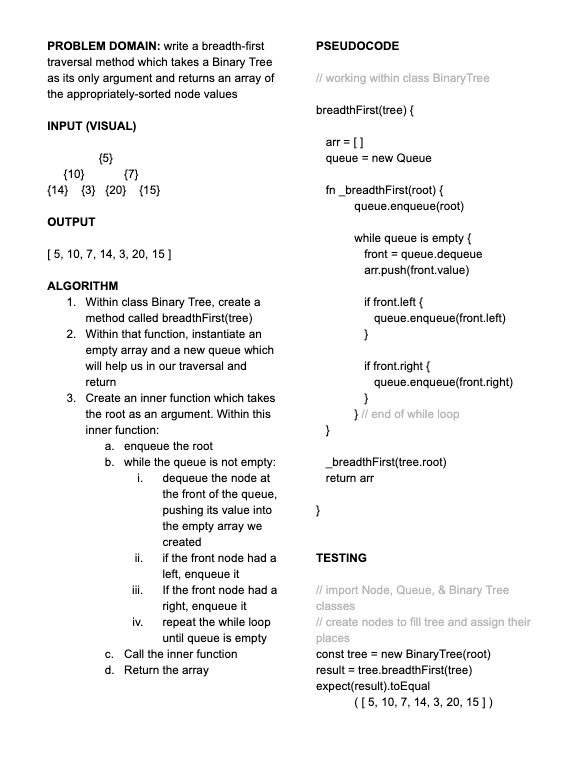 PROBLEM DOMAIN: write a breadth-first
traversal method which takes a Binary Tree
as its only argument and returns an array of
the appropriately-sorted node values
INPUT (VISUAL)
{5}
{10} {7}
{14} {3} {20} {15}
OUTPUT
[ 5, 10, 7, 14, 3, 20, 15 ]
ALGORITHM
1. Within class Binary Tree, create a
method called breadthFirst(tree)
2. Within that function, instantiate an
empty array and a new queue which
will help us in our traversal and
return
3. Create an inner function which takes
the root as an argument. Within this
inner function:
a. enqueue the root
b. while the queue is not empty:
i. dequeue the node at
the front of the queue,
pushing its value into
the empty array we
created
ii. if the front node had a
left, enqueue it
iii. If the front node had a
right, enqueue it
iv. repeat the while loop
until queue is empty
c. Call the inner function
d. Return the array
PSEUDOCODE
// working within class BinaryTree
breadthFirst(tree) {
arr = [ ]
queue = new Queue
fn _breadthFirst(root) {
queue.enqueue(root)
while queue is empty {
front = queue.dequeue
arr.push(front.value)
if front.left {
queue.enqueue(front.left)
}
if front.right {
queue.enqueue(front.right)
}
} // end of while loop
}
_breadthFirst(tree.root)
return arr
}
TESTING
// import Node, Queue, & Binary Tree
classes
// create nodes to fill tree and assign their
places
const tree = new BinaryTree(root)
result = tree.breadthFirst(tree)
expect(result).toEqual
( [ 5, 10, 7, 14, 3, 20, 15 ] )